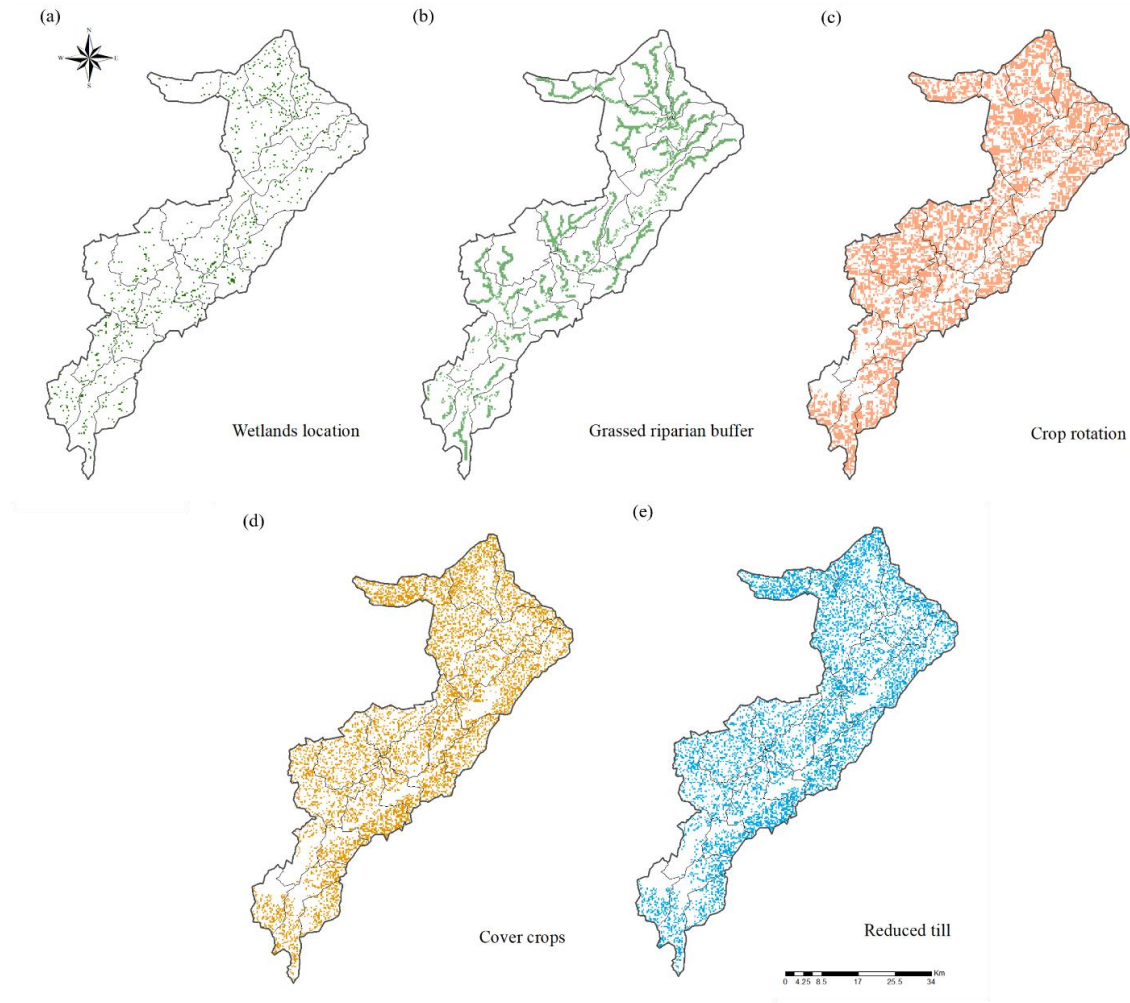 (a)
(b)
(c)
N
W E
S
Wetlands location
Grassed riparian buffer
Crop rotation
(d)
(e)
Cover crops
Reduced till
Km
0 4.25 8.5 17 25.5 34